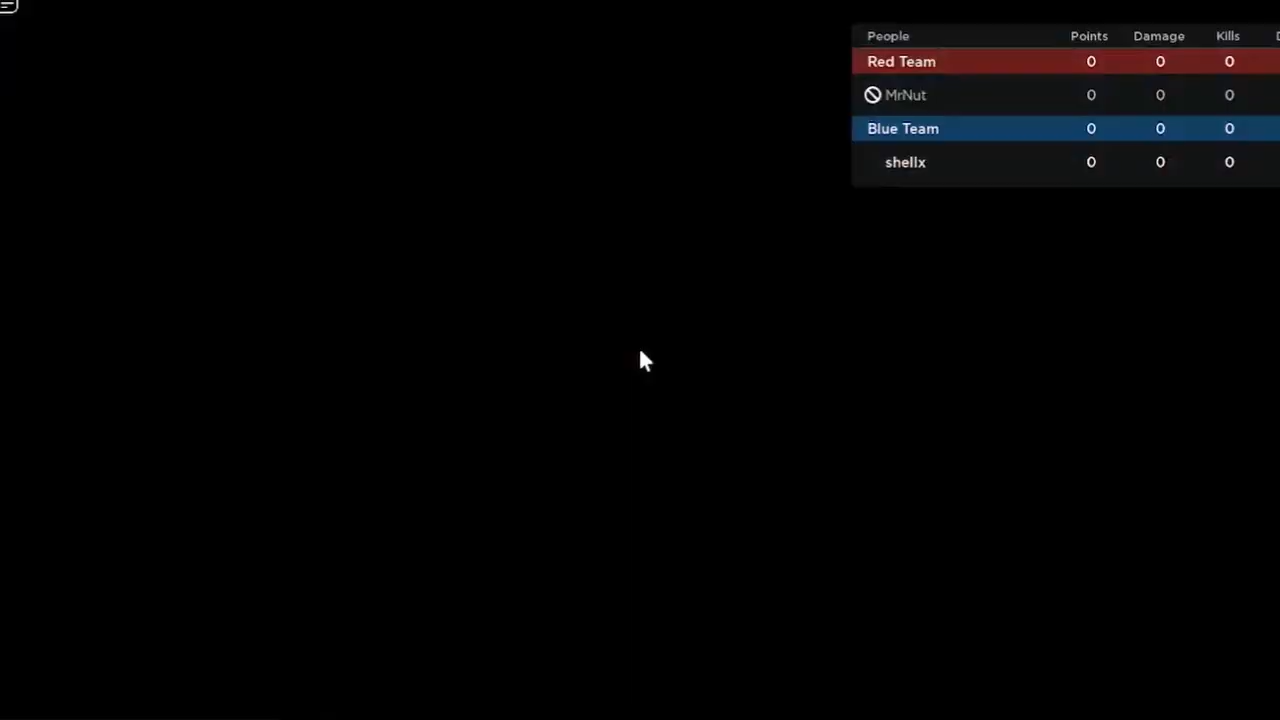 People Points Damage Kills
Red Team 0 0 0
MrNut 0 0 0
Blue Team 0 0 0
shellx 0 0 0